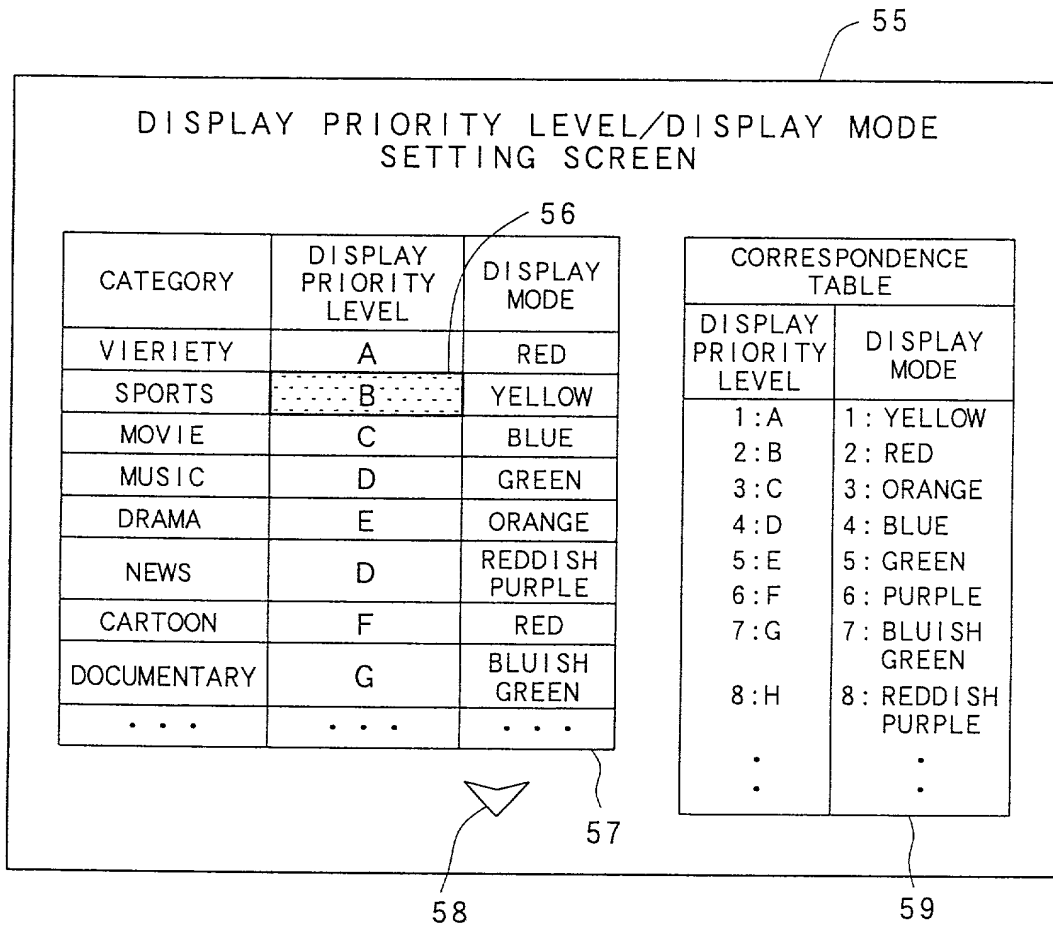 55
DISPLAY PRIORITY LEVEL/DISPLAY MODE
SETTING SCREEN
56
CATEGORY
DISPLAY
PRIORITY
LEVEL
DISPLAY
MODE
VIERIETY A RED
SPORTS B YELLOW
MOVIE C BLUE
MUSIC D GREEN
DRAMA E ORANGE
NEWS D REDDISH
PURPLE
CARTOON F RED
DOCUMENTARY G BLUISH
GREEN
... ... ...
57
58
CORRESPONDENCE
TABLE
DISPLAY
PRIORITY
LEVEL
DISPLAY
MODE
1:A 1: YELLOW
2:B 2: RED
3:C 3: ORANGE
4:D 4: BLUE
5:E 5: GREEN
6:F 6: PURPLE
7:G 7: BLUISH
GREEN
8:H 8: REDDISH
PURPLE
. .
. .
59